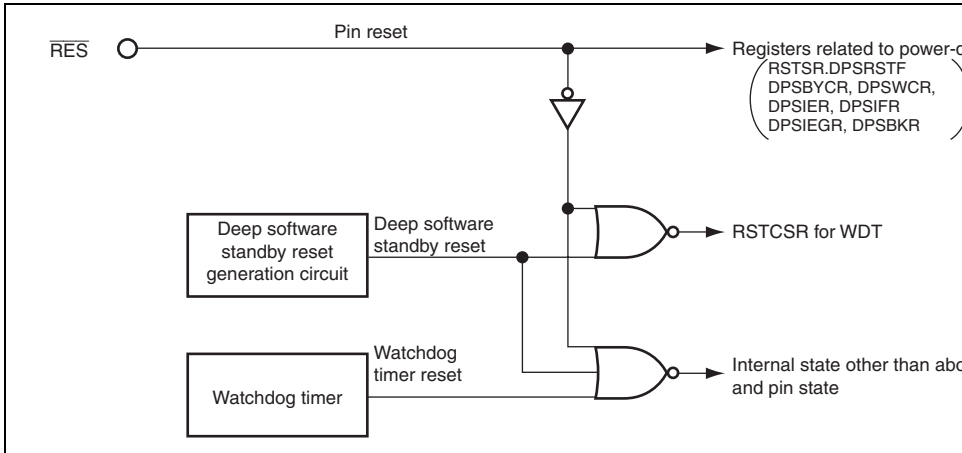 RES
Pin reset
Registers related to
RSTSR.DPSRSTF
DPSBYCR, DPSWCR,
DPSIER, DPSIFR
DPSIEGR, DPSBKR
Deep software
standby reset
generation circuit
Deep software
standby reset
RSTCSR for WDT
Watchdog timer
Watchdog
timer reset
Internal state other than
and pin state